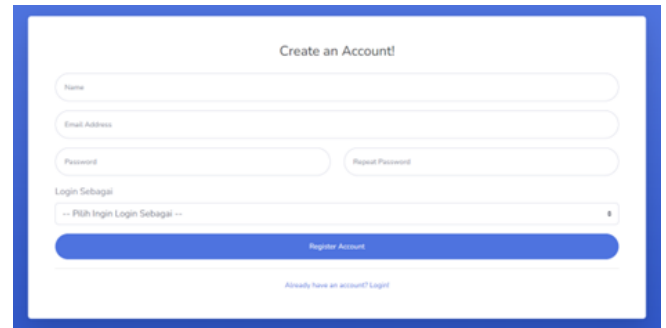 Create an Account!
Name
Email Address
Password
Repeat Password
Login Sebagai
-- Pilih Ingin Login Sebagai --
Register Account
Already have an account? Login!